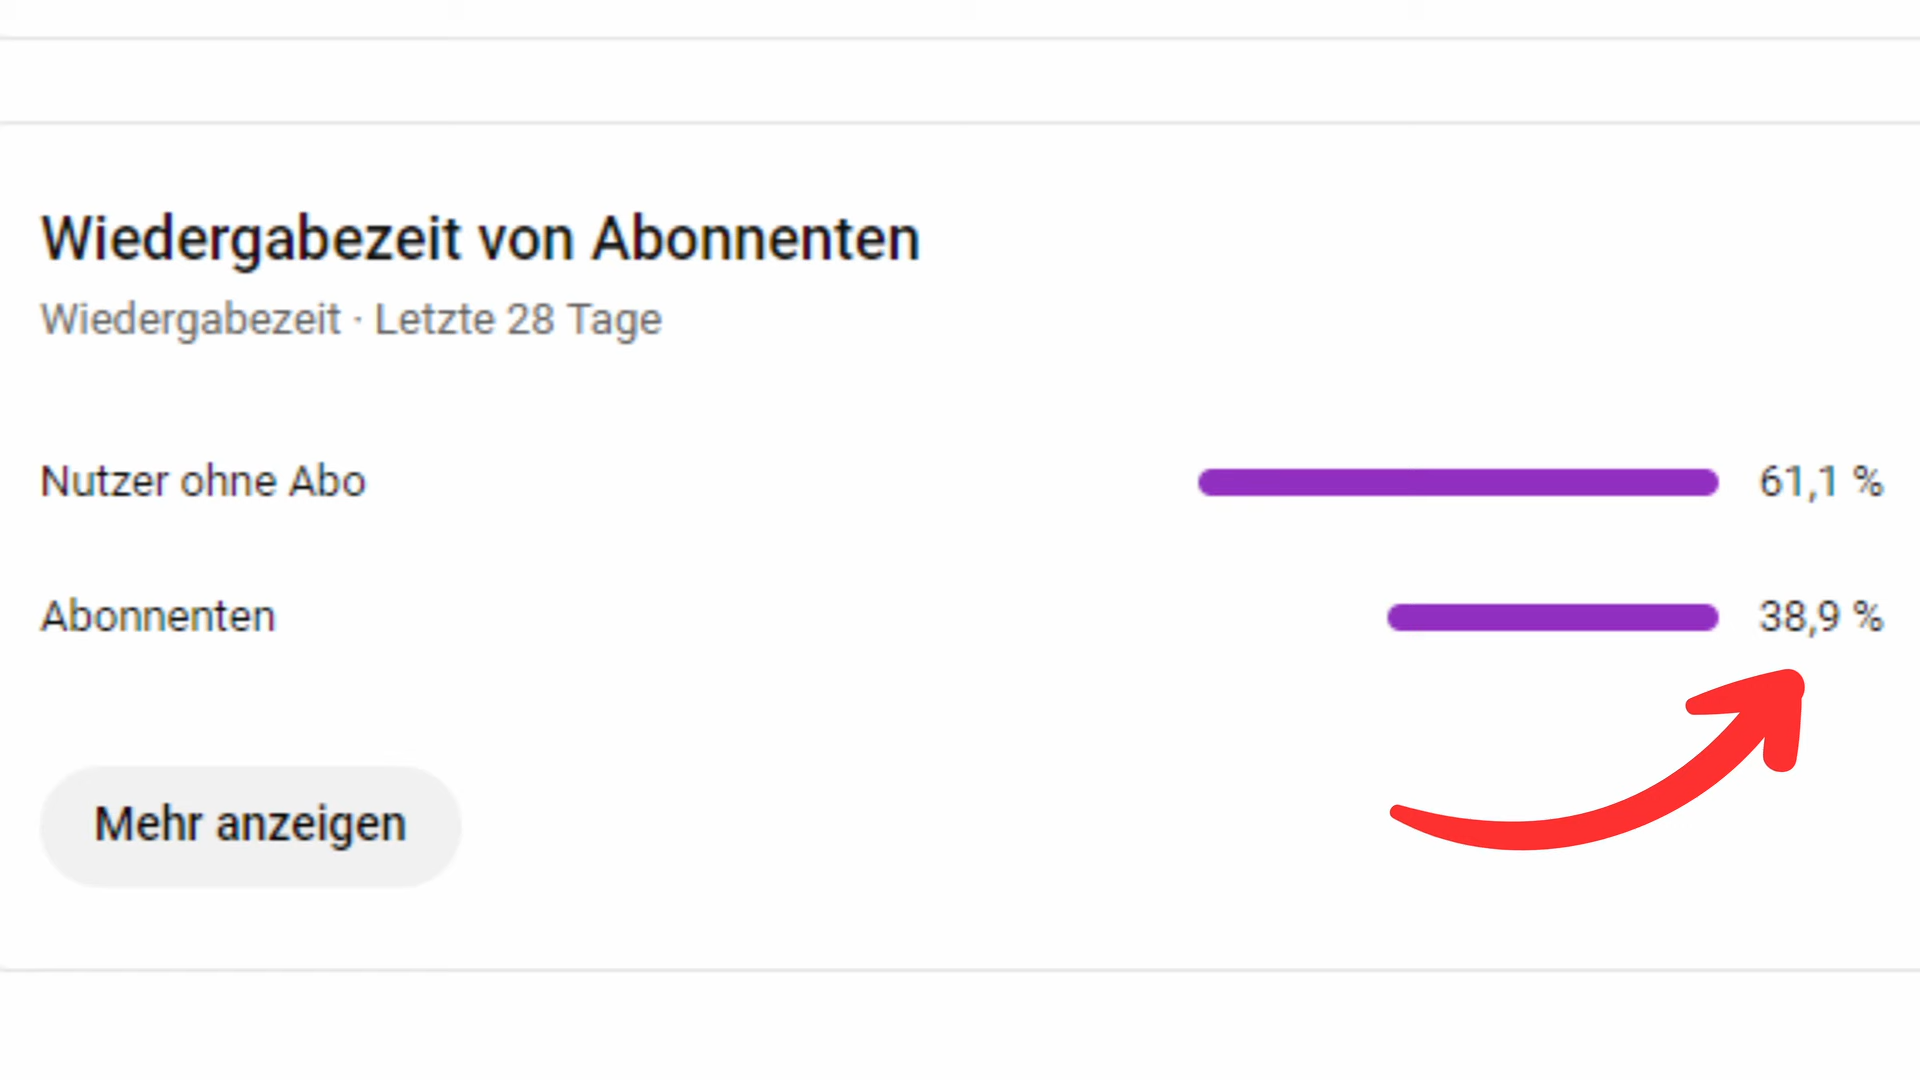 Wiedergabezeit von Abonnenten
Wiedergabezeit · Letzte 28 Tage
Nutzer ohne Abo 61,1 %
Abonnenten 38,9 %
Mehr anzeigen